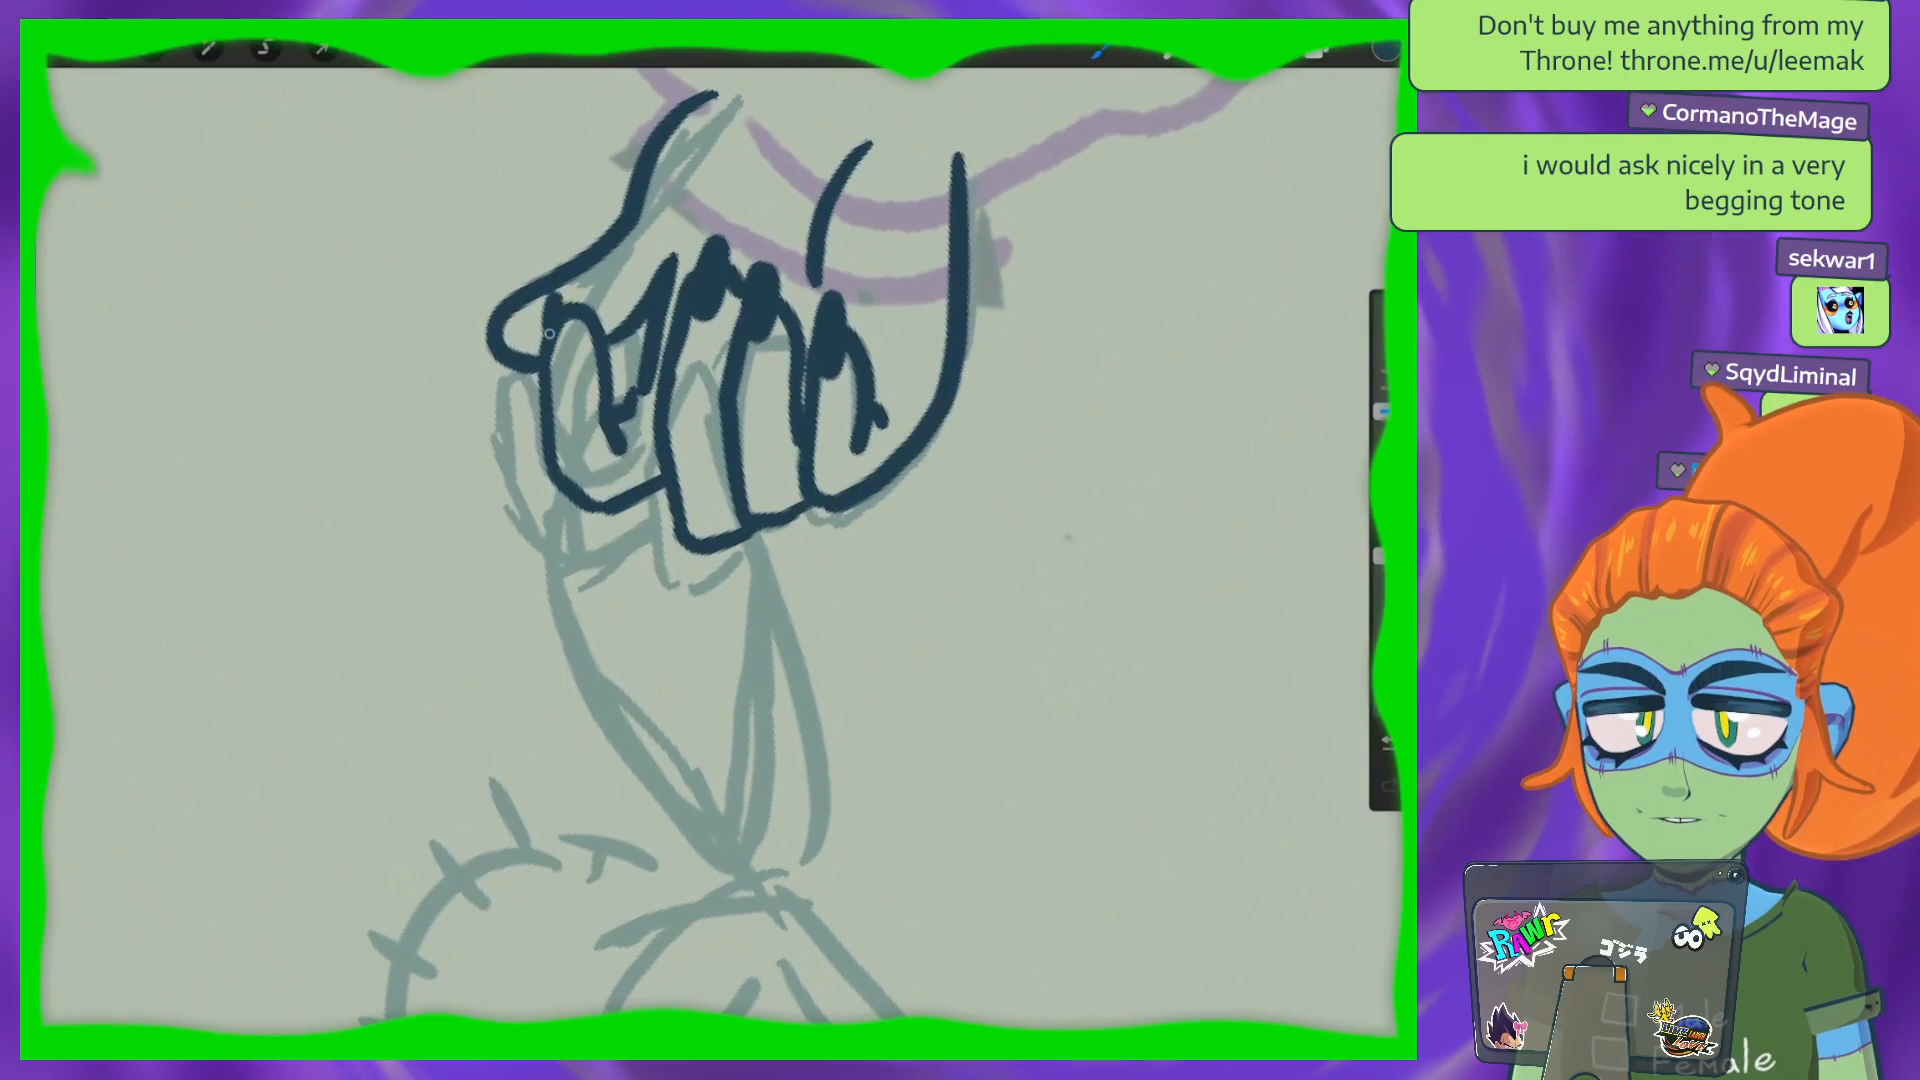 Don't buy me anything from my
Throne! throne.me/u/leemak
CormanoTheMage
i would ask nicely in a very
begging tone
sekwar1
SqydLiminal
RAWR
ゴジラ
Female